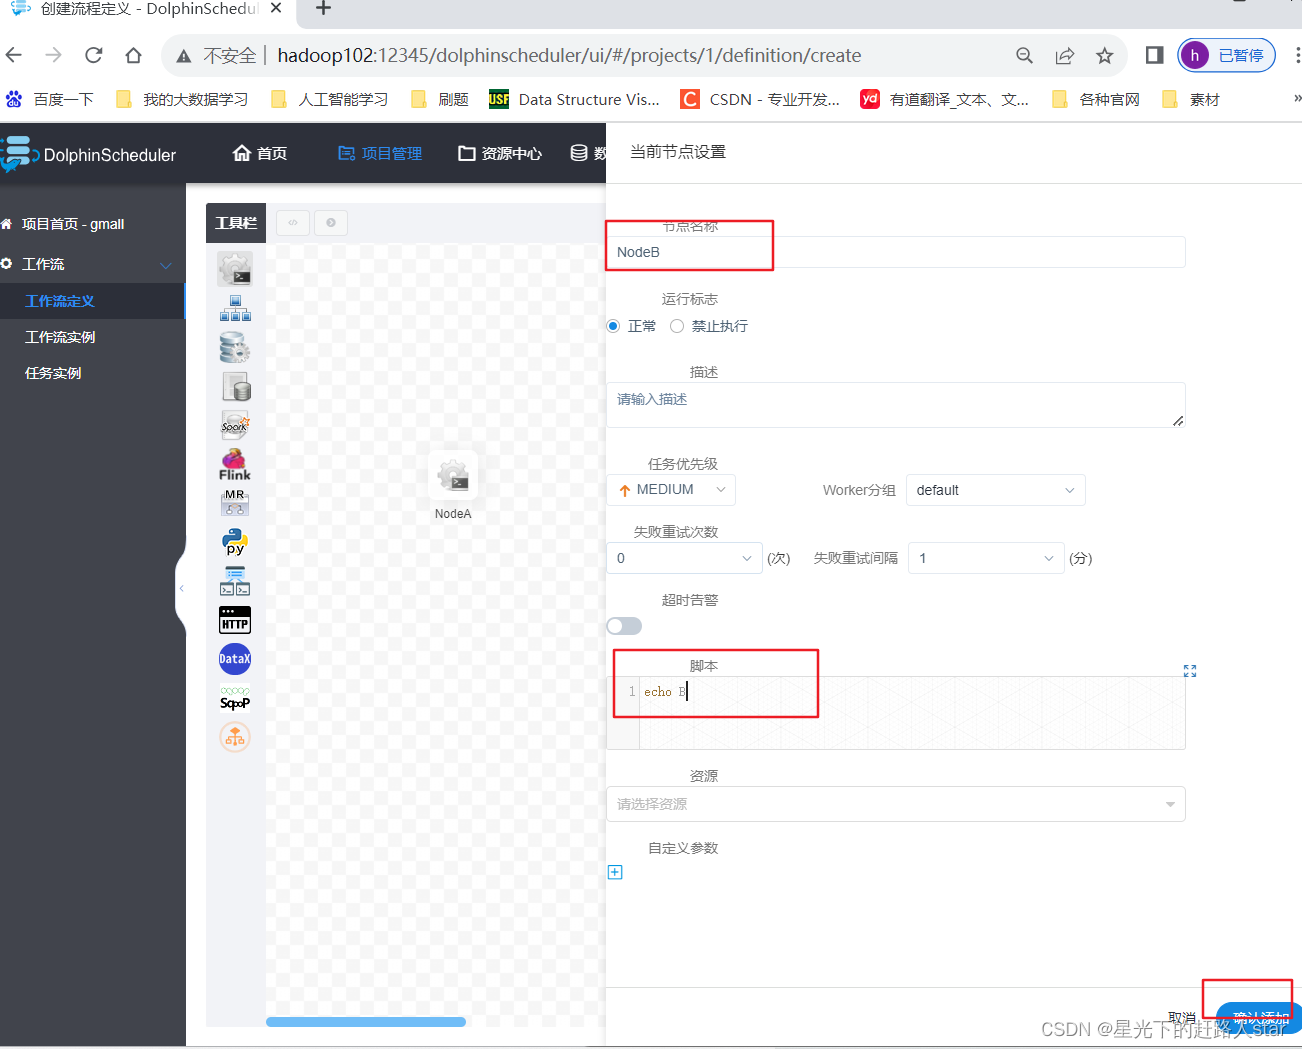 创建流程定义 - DolphinSchedul
不安全 hadoop102:12345/dolphinscheduler/ui/#/projects/1/definition/create
h 已暂停
百度一下 我的大数据学习 人工智能学习 刷题 USF Data Structure Vis... C CSDN - 专业开发... yd 有道翻译_文本、文... 各种官网 素材 »
DolphinScheduler 首页 项目管理 资源中心 数
当前节点设置
项目首页 - gmall
工作流
工作流定义
工作流实例
任务实例
工具栏
Spark
Flink
MR
py
HTTP
DataX
SqooP
NodeA
节点名称
NodeB
运行标志
正常 禁止执行
描述
请输入描述
任务优先级
MEDIUM Worker分组 default
失败重试次数
0 (次) 失败重试间隔 1 (分)
超时告警
脚本
1 echo B
资源
请选择资源
自定义参数
取消 确认添加
CSDN @星光下的赶路人star